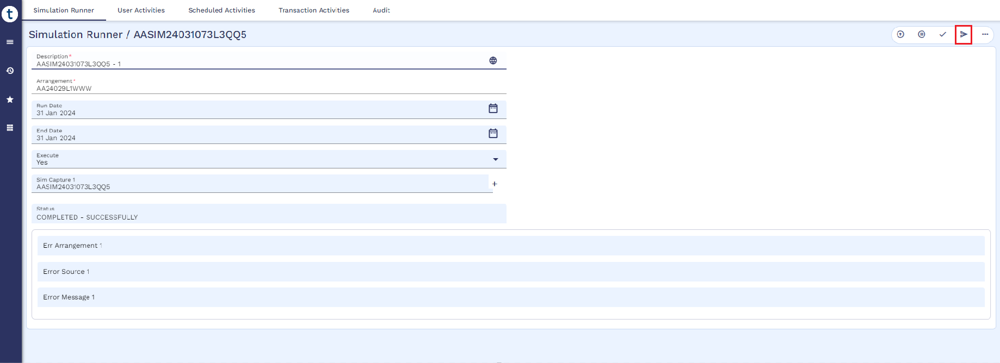 t
Simulation Runner User Activities Scheduled Activities Transaction Activities Audit
Simulation Runner / AASIM24031073L3QQ5
Description*
AASIM24031073L3QQ5 - 1
Arrangement*
AA24029L1WWW
Run Date
31 Jan 2024
End Date
31 Jan 2024
Execute
Yes
Sim Capture 1
AASIM24031073L3QQ5
Status
COMPLETED - SUCCESSFULLY
Err Arrangement 1
Error Source 1
Error Message 1